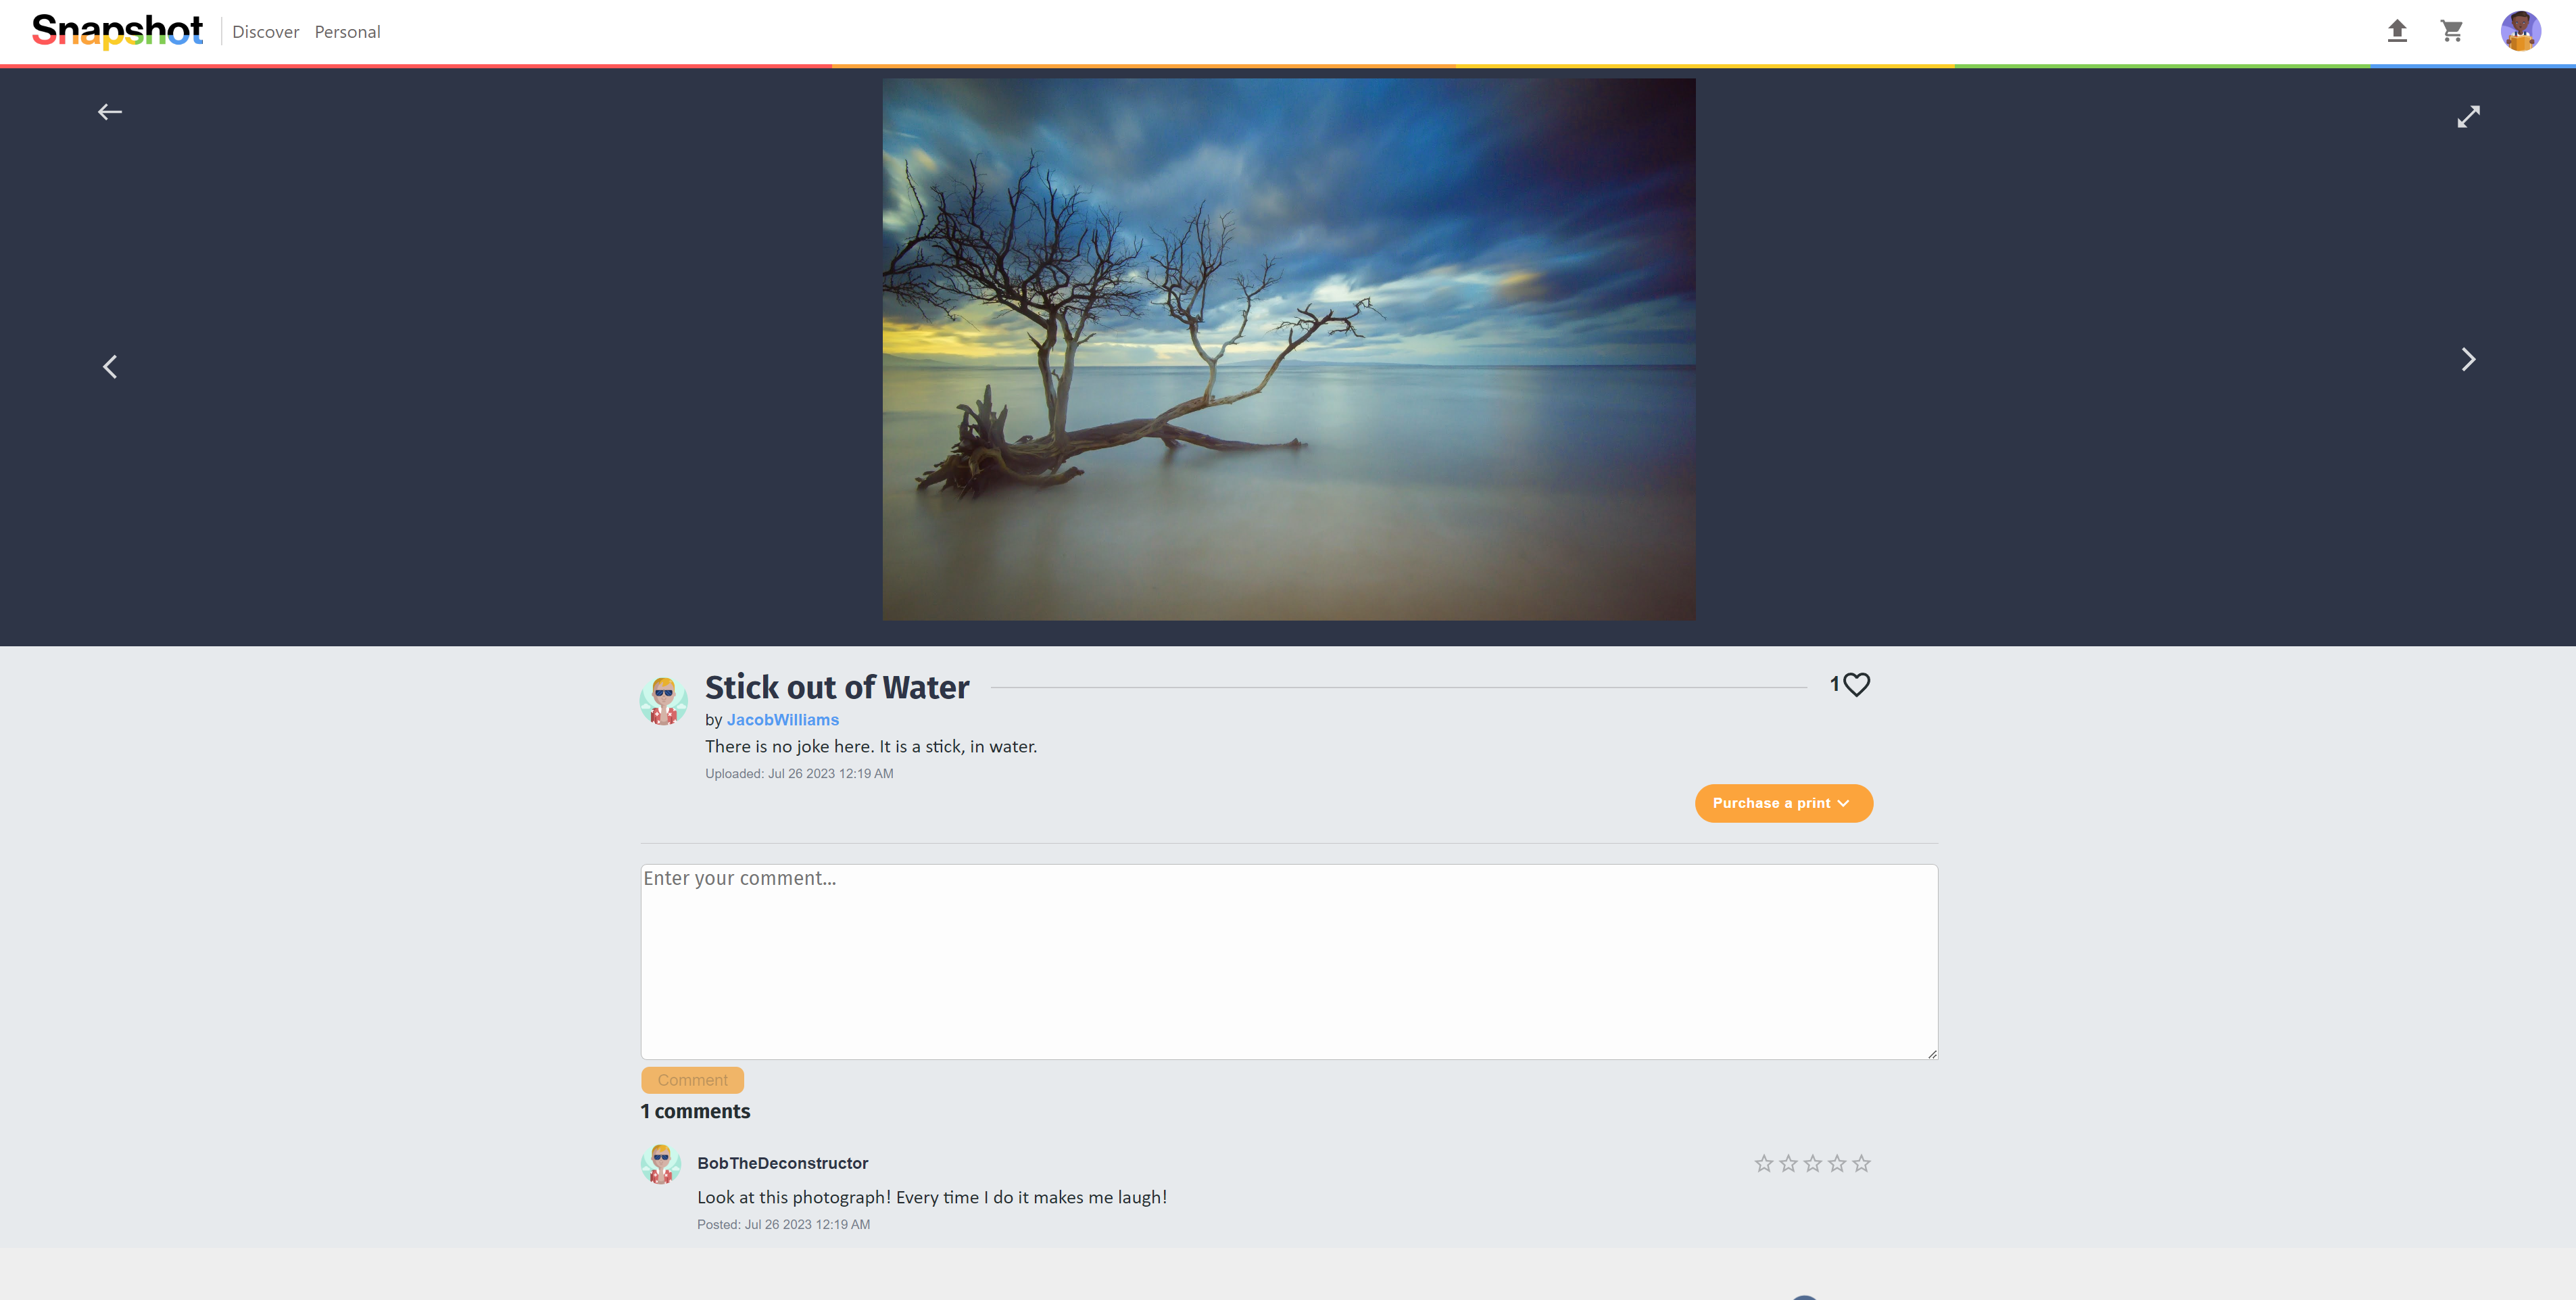 Snapshot
Discover Personal
Stick out of Water
1
by JacobWilliams
There is no joke here. It is a stick, in water.
Uploaded: Jul 26 2023 12:19 AM
Purchase a print
Enter your comment...
Comment
1 comments
BobTheDeconstructor
Look at this photograph! Every time I do it makes me laugh!
Posted: Jul 26 2023 12:19 AM